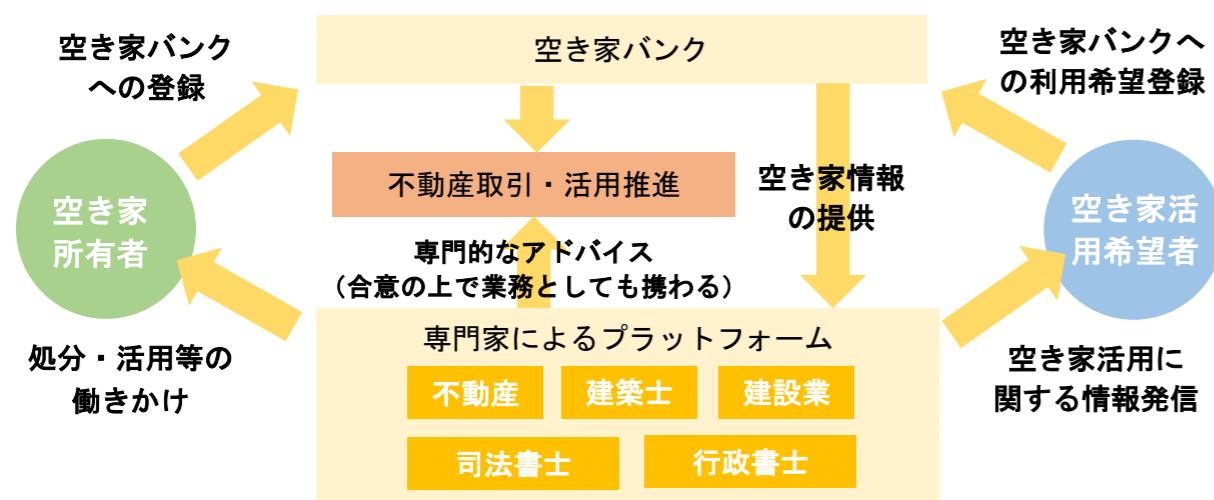 空き家バンク
への登録
空き家バンク
空き家バンクへ
の利用希望登録
不動産取引・活用推進
空き家情報
の提供
空き家
所有者
空き家活
用希望者
専門的なアドバイス
（合意の上で業務としても携わる）
処分・活用等の
働きかけ
専門家によるプラットフォーム
不動産
建築士
建設業
司法書士
行政書士
空き家活用に
関する情報発信